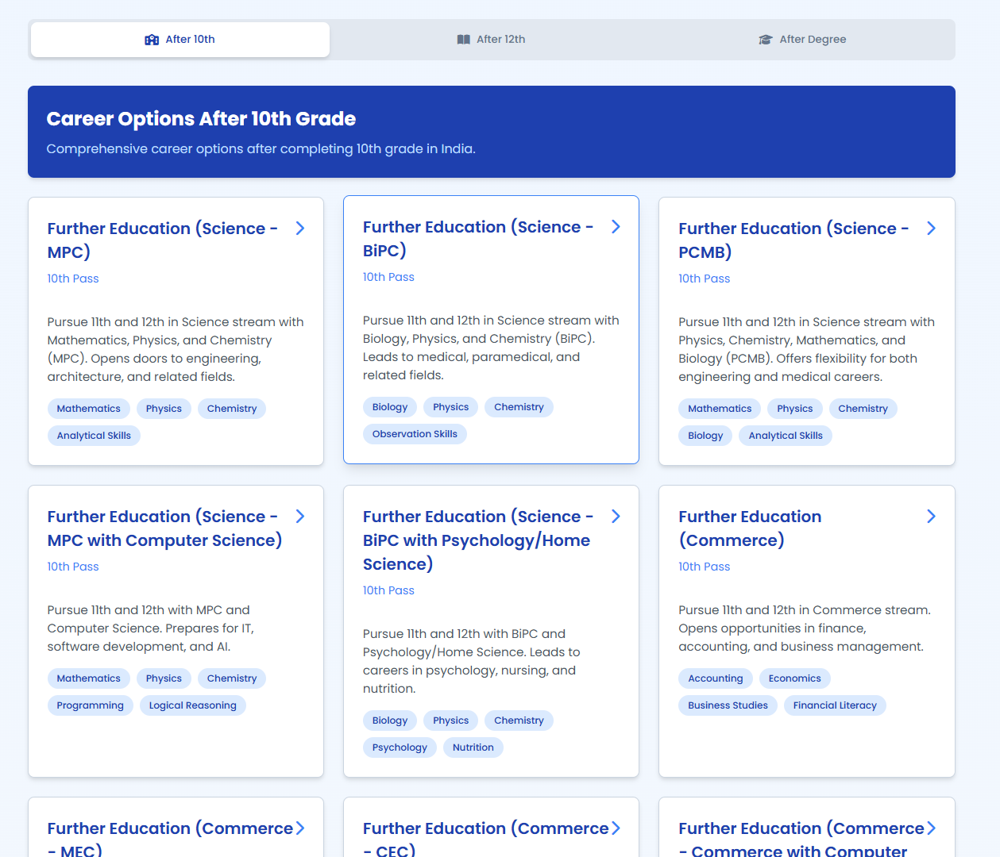 After 10th
After 12th
After Degree
Career Options After 10th Grade
Comprehensive career options after completing 10th grade in India.
Further Education (Science -
MPC)
10th Pass
Pursue 11th and 12th in Science stream with
Mathematics, Physics, and Chemistry
(MPC). Opens doors to engineering,
architecture, and related fields.
Mathematics Physics Chemistry
Analytical Skills
Further Education (Science -
BiPC)
10th Pass
Pursue 11th and 12th in Science stream with
Biology, Physics, and Chemistry (BiPC).
Leads to medical, paramedical, and
related fields.
Biology Physics Chemistry
Observation Skills
Further Education (Science -
PCMB)
10th Pass
Pursue 11th and 12th in Science stream with
Physics, Chemistry, Mathematics, and
Biology (PCMB). Offers flexibility for both
engineering and medical careers.
Mathematics Physics Chemistry
Biology Analytical Skills
Further Education (Science -
MPC with Computer Science)
10th Pass
Pursue 11th and 12th with MPC and
Computer Science. Prepares for IT,
software development, and AI.
Mathematics Physics Chemistry
Programming Logical Reasoning
Further Education (Science -
BiPC with Psychology/Home
Science)
10th Pass
Pursue 11th and 12th with BiPC and
Psychology/Home Science. Leads to
careers in psychology, nursing, and
nutrition.
Biology Physics Chemistry
Psychology Nutrition
Further Education
(Commerce)
10th Pass
Pursue 11th and 12th in Commerce stream.
Opens opportunities in finance,
accounting, and business management.
Accounting Economics
Business Studies Financial Literacy
Further Education (Commerce
- MEC)
Further Education (Commerce
- CEC)
Further Education (Commerce
- Commerce with Computer